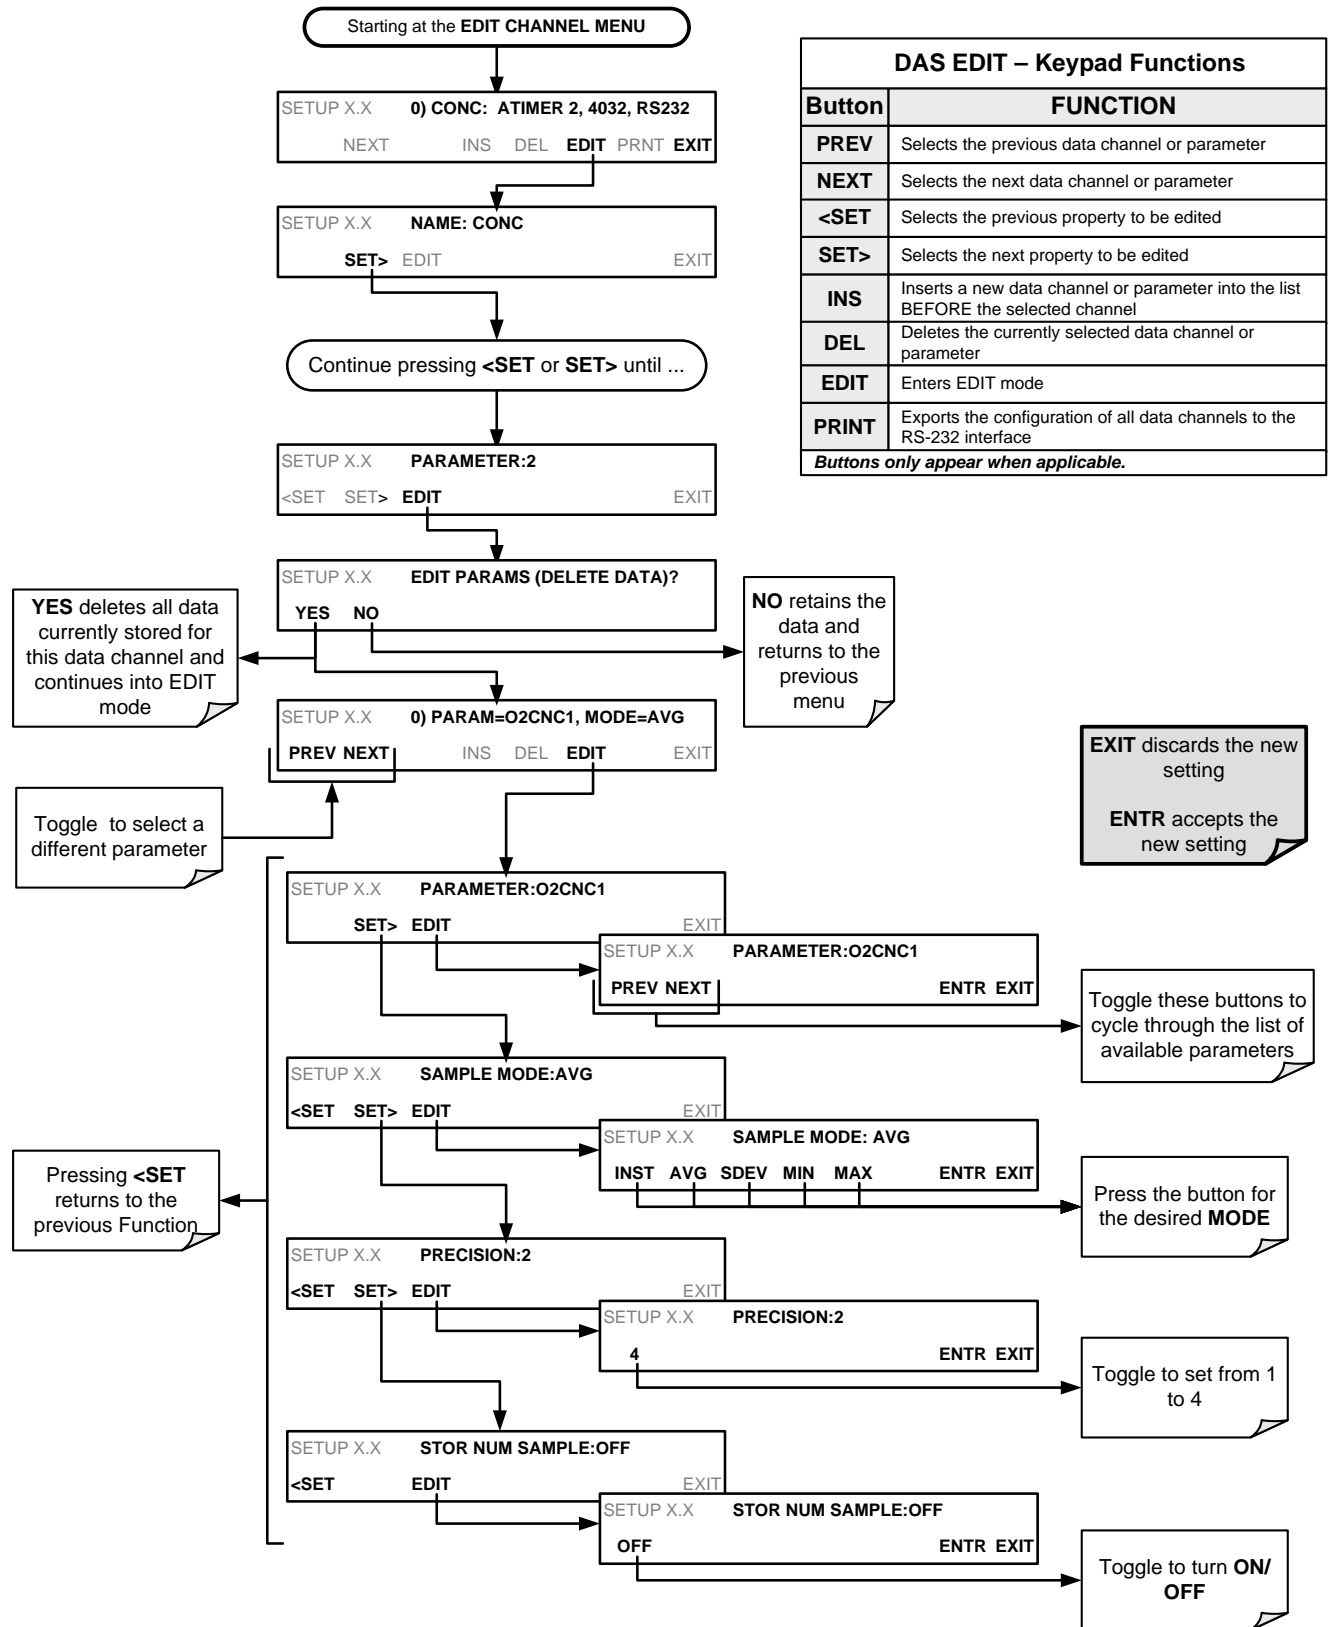 Starting at the EDIT CHANNEL MENU
SETUP X.X 0) CONC: ATIMER 2, 4032, RS232
NEXT INS DEL EDIT PRNT EXIT
SETUP X.X NAME: CONC
SET> EDIT EXIT
Continue pressing <SET or SET> until ...
SETUP X.X PARAMETER:2
<SET SET> EDIT EXIT
SETUP X.X EDIT PARAMS (DELETE DATA)?
YES NO
YES deletes all data
currently stored for
this data channel and
continues into EDIT
mode
NO retains the
data and
returns to the
previous
menu
SETUP X.X 0) PARAM=O2CNC1, MODE=AVG
PREV NEXT INS DEL EDIT EXIT
Toggle to select a
different parameter
DAS EDIT – Keypad Functions
Button FUNCTION
PREV Selects the previous data channel or parameter
NEXT Selects the next data channel or parameter
<SET Selects the previous property to be edited
SET> Selects the next property to be edited
INS Inserts a new data channel or parameter into the list
BEFORE the selected channel
DEL Deletes the currently selected data channel or
parameter
EDIT Enters EDIT mode
PRINT Exports the configuration of all data channels to the
RS-232 interface
Buttons only appear when applicable.
EXIT discards the new
setting
ENTR accepts the
new setting
SETUP X.X PARAMETER:O2CNC1
SET> EDIT EXIT
SETUP X.X PARAMETER:O2CNC1
PREV NEXT ENTR EXIT
Toggle these buttons to
cycle through the list of
available parameters
SETUP X.X SAMPLE MODE:AVG
<SET SET> EDIT EXIT
SETUP X.X SAMPLE MODE: AVG
INST AVG SDEV MIN MAX ENTR EXIT
Press the button for
the desired MODE
Pressing <SET
returns to the
previous Function
SETUP X.X PRECISION:2
<SET SET> EDIT EXIT
SETUP X.X PRECISION:2
4 ENTR EXIT
Toggle to set from 1
to 4
SETUP X.X STOR NUM SAMPLE:OFF
<SET EDIT EXIT
SETUP X.X STOR NUM SAMPLE:OFF
OFF ENTR EXIT
Toggle to turn ON/
OFF